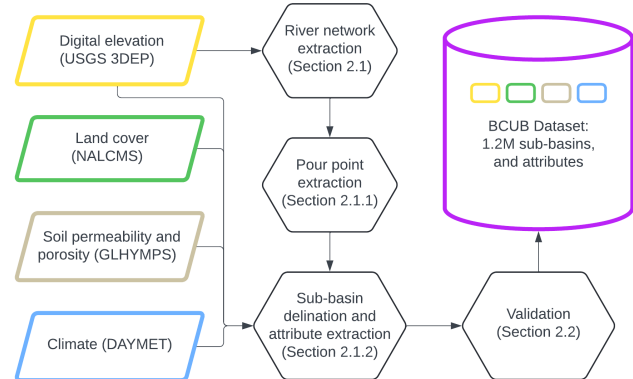 Digital elevation
(USGS 3DEP)
River network
extraction
(Section 2.1)
Land cover
(NALCMS)
Pour point
extraction
(Section 2.1.1)
BCUB Dataset:
1.2M sub-basins,
and attributes
Soil permeability and
porosity (GLHYMPS)
Climate (DAYMET)
Sub-basin
delination and
attribute extraction
(Section 2.1.2)
Validation
(Section 2.2)